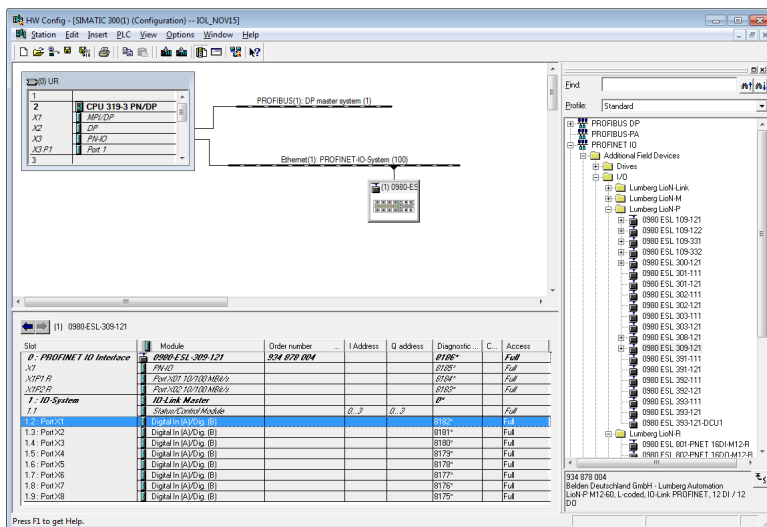 HW Config - [SIMATIC 300(1) (Configuration) -- IOL_NOV15]
Station Edit Insert PLC View Options Window Help
(0) UR
1
2 CPU 319-3 PN/DP
X1 MPI/DP
X2 DP
X3 PN-IO
X3 P1 Port 1
3
PROFIBUS(1): DP master system (1)
Ethernet(1): PROFINET-IO-System (100)
(1) 0980-ES
Find:
Profile: Standard
PROFIBUS DP
PROFIBUS-PA
PROFINET IO
Additional Field Devices
Drives
I/O
Lumberg LioN-Link
Lumberg LioN-M
Lumberg LioN-P
0980 ESL 109-121
0980 ESL 109-122
0980 ESL 109-331
0980 ESL 109-332
0980 ESL 300-121
0980 ESL 301-111
0980 ESL 301-121
0980 ESL 302-111
0980 ESL 302-121
0980 ESL 303-111
0980 ESL 303-121
0980 ESL 308-121
0980 ESL 309-121
0980 ESL 391-111
0980 ESL 391-121
0980 ESL 392-111
0980 ESL 392-121
0980 ESL 393-111
0980 ESL 393-121
0980 ESL 393-121-DCU1
Lumberg LioN-R
0980 ESL 801-PNET 16DI-M12-R
0980 ESL 802-PNET 16DO-M12-R
934 878 004
Belden Deutschland GmbH - Lumberg Automation
LioN-P M12-60, L-coded, IO-Link PROFINET, 12 DI / 12
DO
(1) 0980-ESL-309-121
Slot Module Order number ... I Address Q address Diagnostic ... C... Access
0 : PROFINET IO Interface 0980-ESL-309-121 934 878 004 8186* Full
X1 PN-IO 8185* Full
X1P1 R Port X01 10/100 MBit/s 8184* Full
X1P2 R Port X02 10/100 MBit/s 8183* Full
1 : IO-System IO-Link Master 0*
1.1 Status/Control Module 0...3 0...3 Full
1.2 : Port X1 Digital In (A)/Dig. (B) 8182* Full
1.3 : Port X2 Digital In (A)/Dig. (B) 8181* Full
1.4 : Port X3 Digital In (A)/Dig. (B) 8180* Full
1.5 : Port X4 Digital In (A)/Dig. (B) 8179* Full
1.6 : Port X5 Digital In (A)/Dig. (B) 8178* Full
1.7 : Port X6 Digital In (A)/Dig. (B) 8177* Full
1.8 : Port X7 Digital In (A)/Dig. (B) 8176* Full
1.9 : Port X8 Digital In (A)/Dig. (B) 8175* Full
Press F1 to get Help.